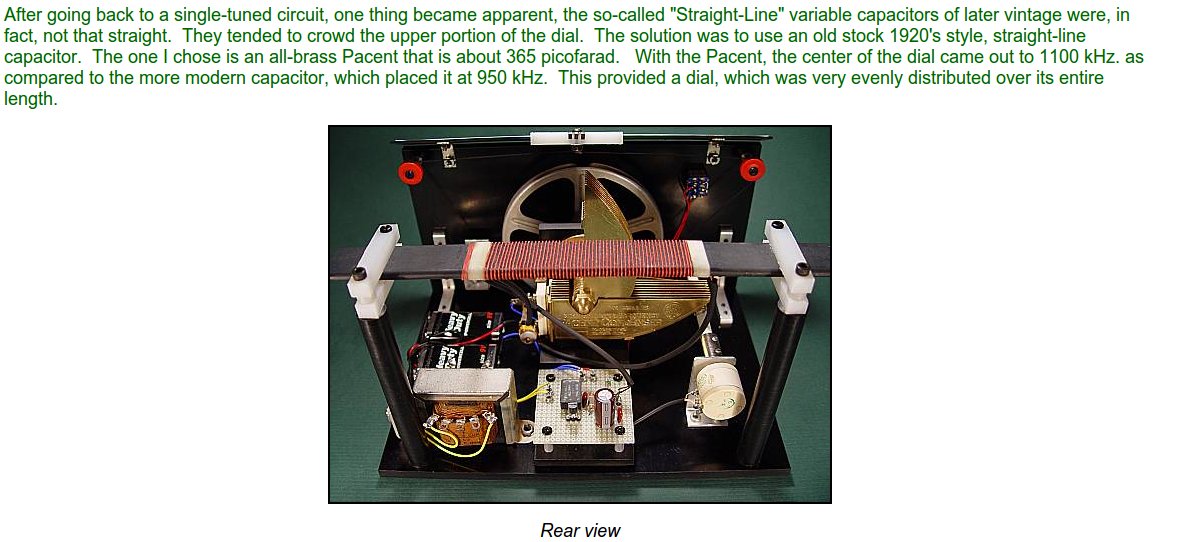 After going back to a single-tuned circuit, one thing became apparent, the so-called "Straight-Line" variable capacitors of later vintage were, in
fact, not that straight.  They tended to crowd the upper portion of the dial.  The solution was to use an old stock 1920's style, straight-line
capacitor.  The one I chose is an all-brass Pacent that is about 365 picofarad.   With the Pacent, the center of the dial came out to 1100 kHz. as
compared to the more modern capacitor, which placed it at 950 kHz.  This provided a dial, which was very evenly distributed over its entire
length.
Heavy
Duty
Heavy
Duty
Rear view